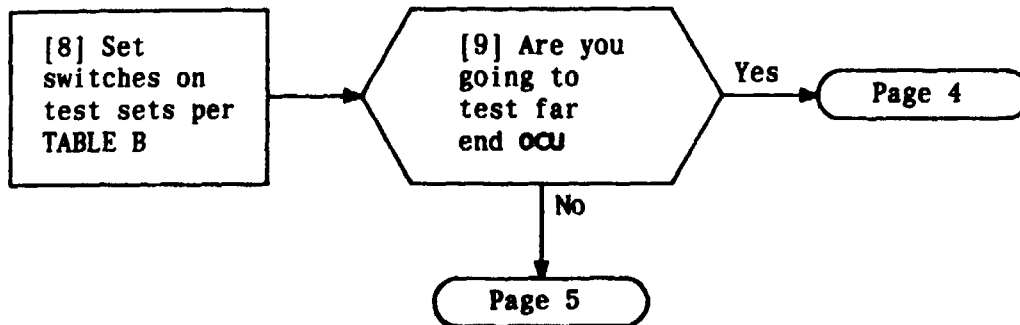 [8] Set
switches on
test sets per
TABLE B
[9] Are you
going to
test far
end OCU
Yes
Page 4
No
Page 5